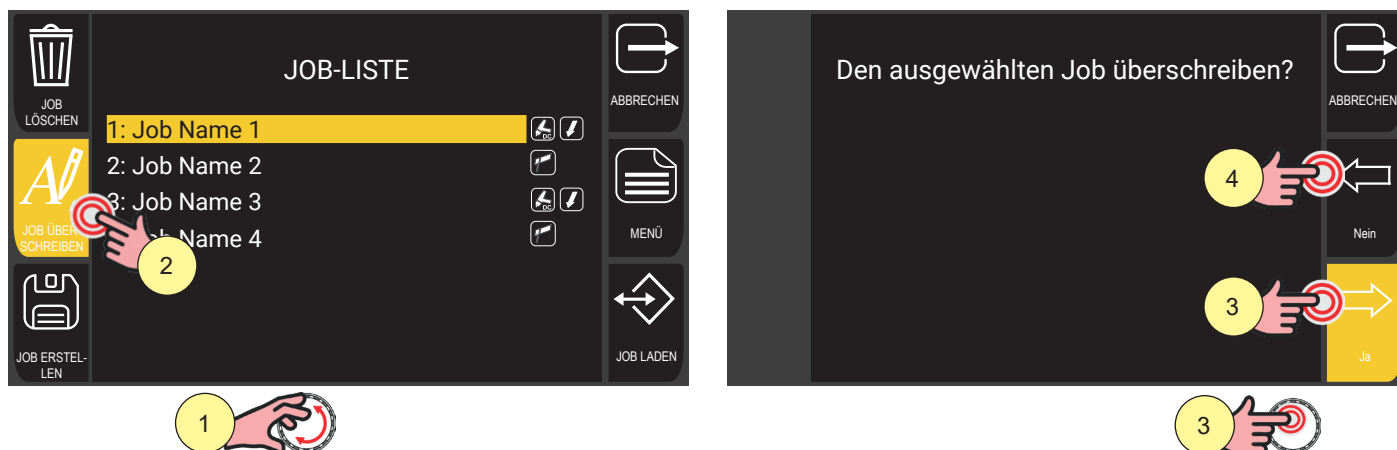 JOB
LÖSCHEN
JOB-LISTE
ABBRECHEN
1: Job Name 1
DC
2: Job Name 2
3: Job Name 3
DC
Name 4
JOB ÜBER
SCHREIBEN
MENÜ
2
JOB ERSTEL-
LEN
JOB LADEN
1
Den ausgewählten Job überschreiben?
ABBRECHEN
4
Nein
3
Ja
3